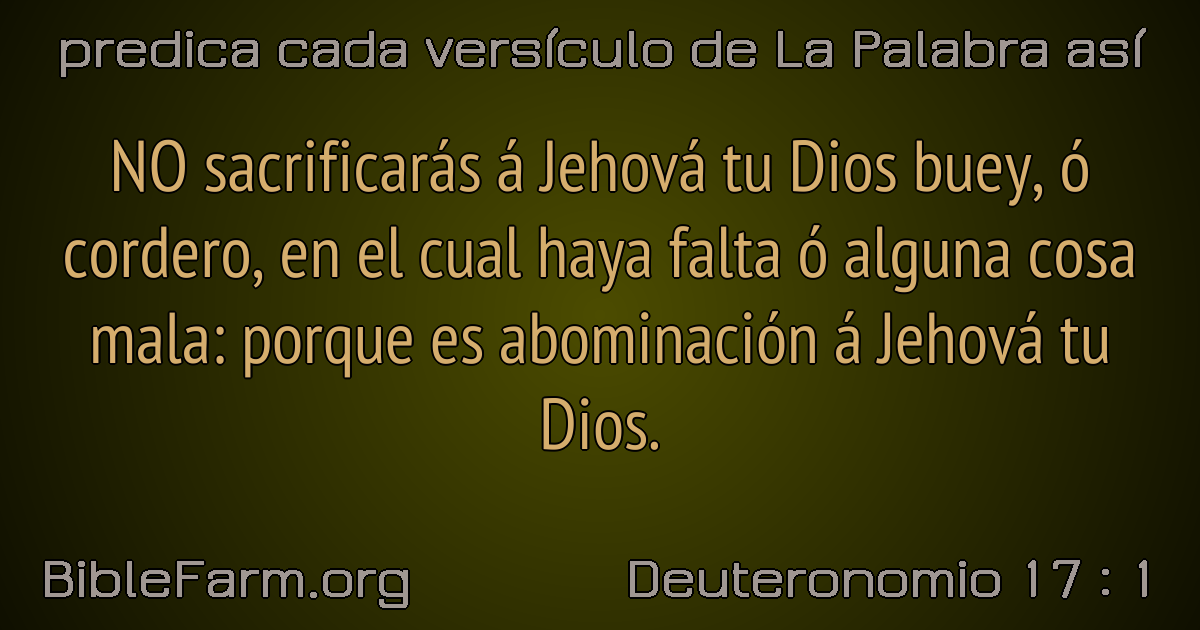 predica cada versículo de La Palabra así
NO sacrificarás á Jehová tu Dios buey, ó
cordero, en el cual haya falta ó alguna cosa
mala: porque es abominación á Jehová tu
Dios.
BibleFarm.org
Deuteronomio 17 : 1